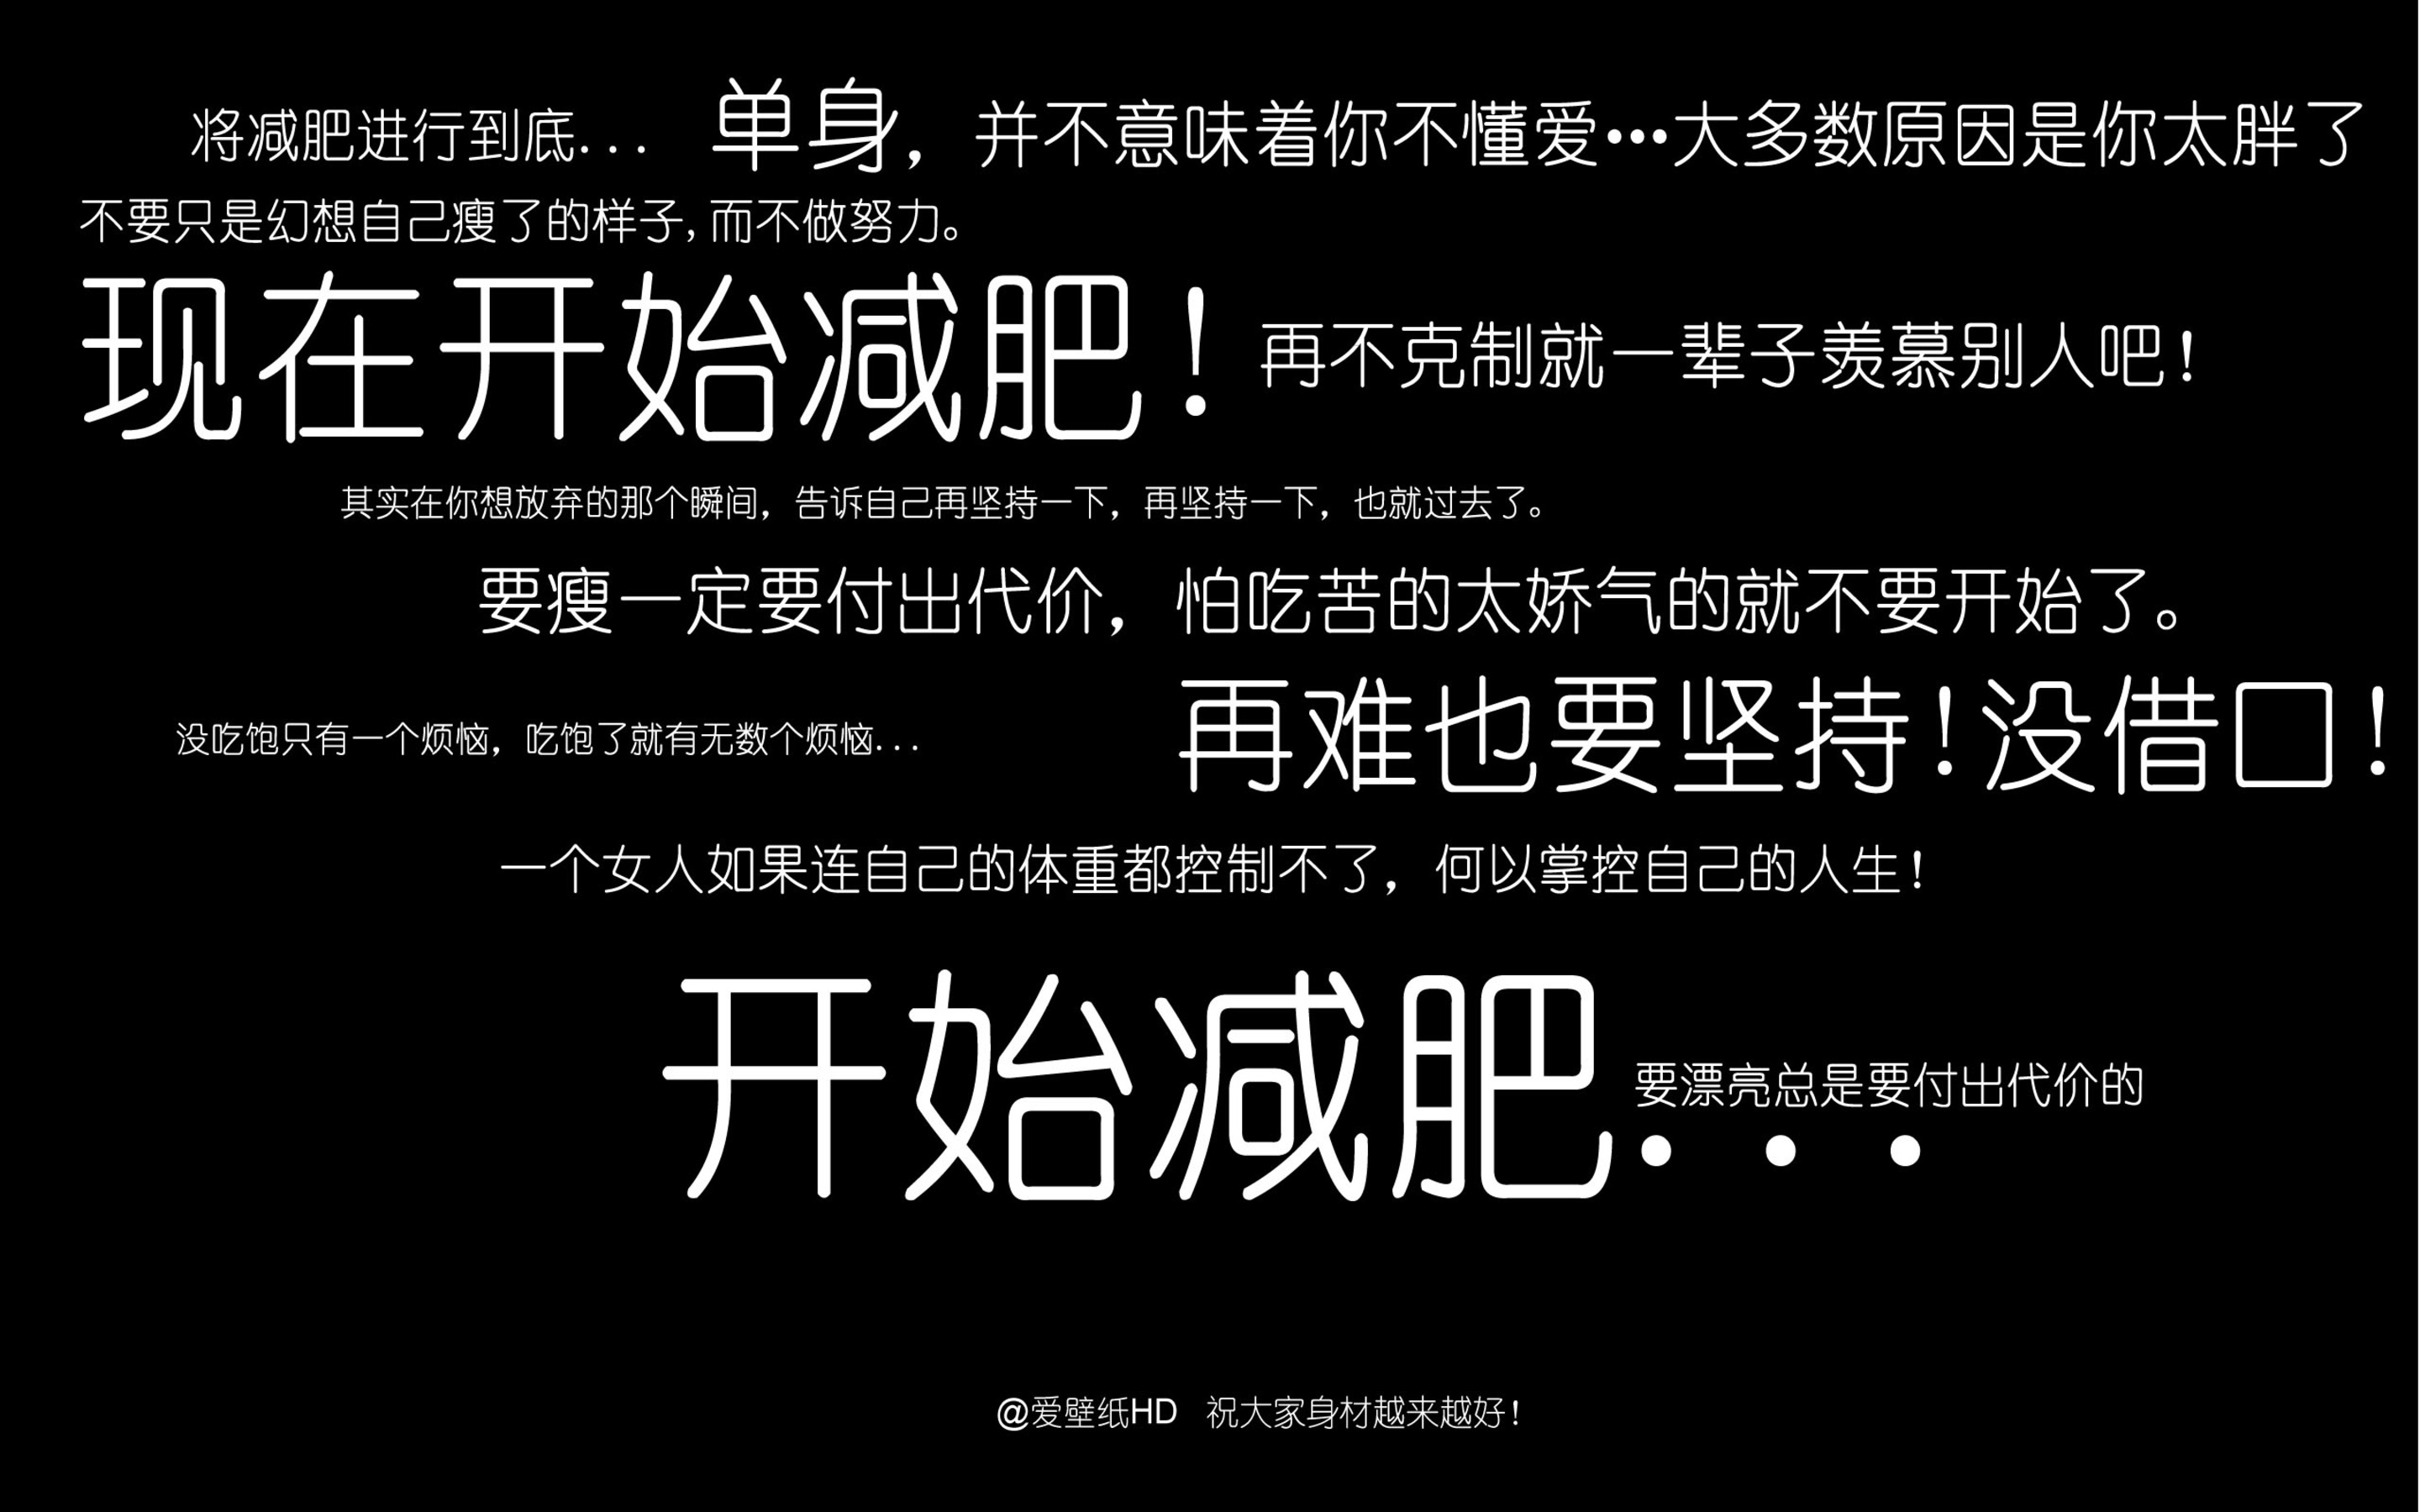 将减肥进行到底... 单身，并不意味着你不懂爱…大多数原因是你太胖了
不要只是幻想自己瘦了的样子,而不做努力。
现在开始减肥！再不克制就一辈子羡慕别人吧！
其实在你想放弃的那个瞬间，告诉自己再坚持一下，再坚持一下，也就过去了。
要瘦一定要付出代价，怕吃苦的太娇气的就不要开始了。
没吃饱只有一个烦恼，吃饱了就有无数个烦恼... 再难也要坚持！没借口！
一个女人如果连自己的体重都控制不了，何以掌控自己的人生！
开始减肥... 要漂亮总是要付出代价的
@爱壁纸HD 祝大家身材越来越好！